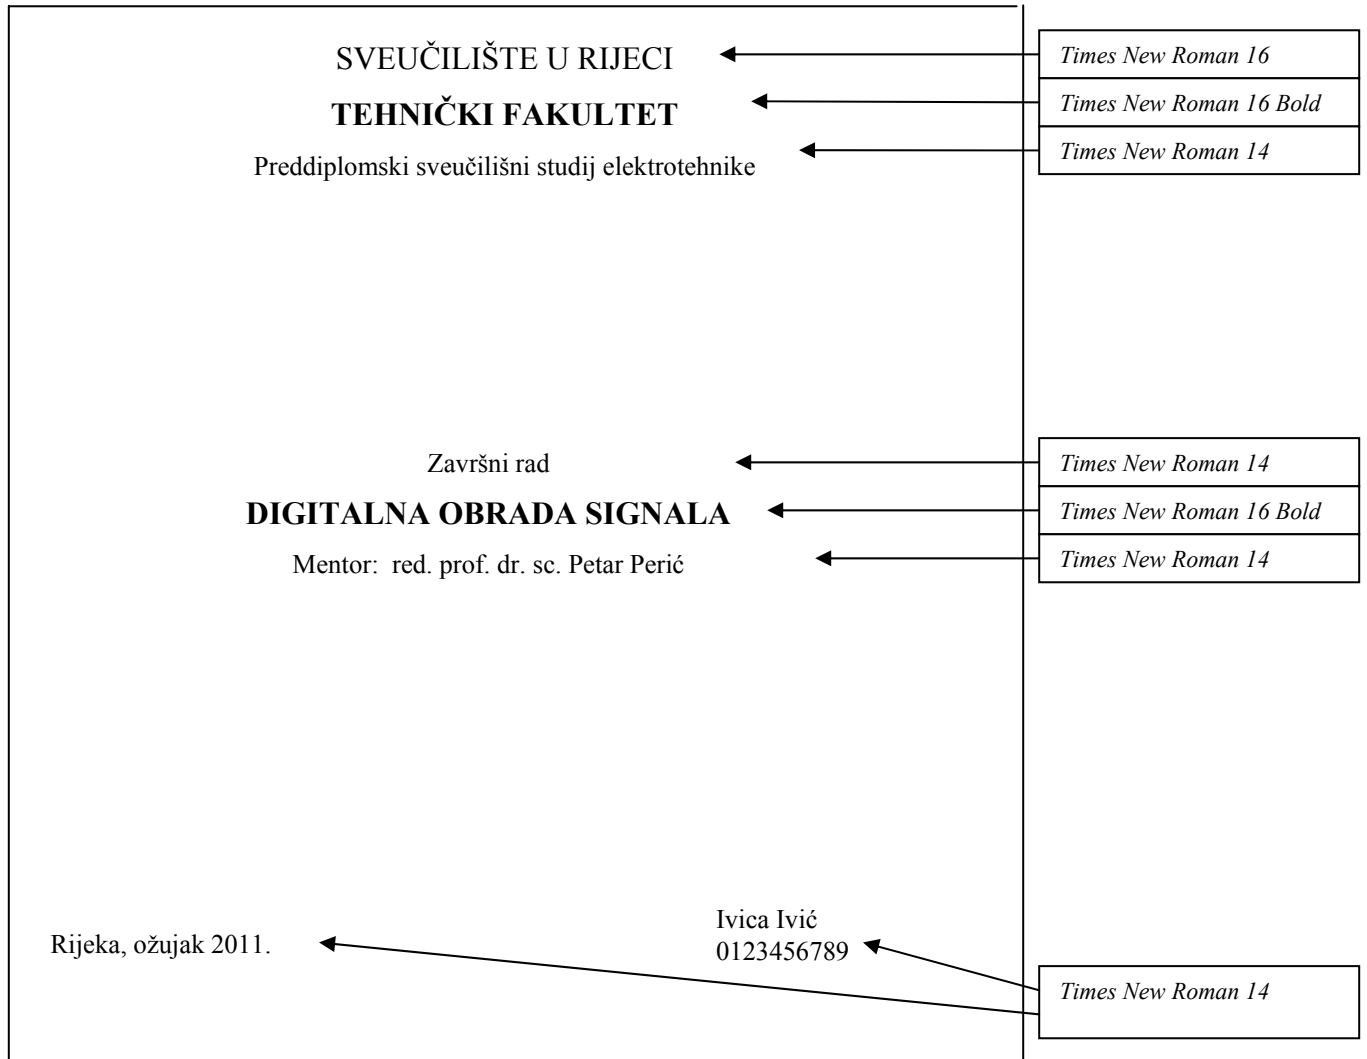 SVEUČILIŠTE U RIJECI
Times New Roman 16
TEHNIČKI FAKULTET
Times New Roman 16 Bold
Preddiplomski sveučilišni studij elektrotehnike
Times New Roman 14
Završni rad
Times New Roman 14
DIGITALNA OBRADA SIGNALA
Times New Roman 16 Bold
Mentor: red. prof. dr. sc. Petar Perić
Times New Roman 14
Rijeka, ožujak 2011.
Ivica Ivić
0123456789
Times New Roman 14